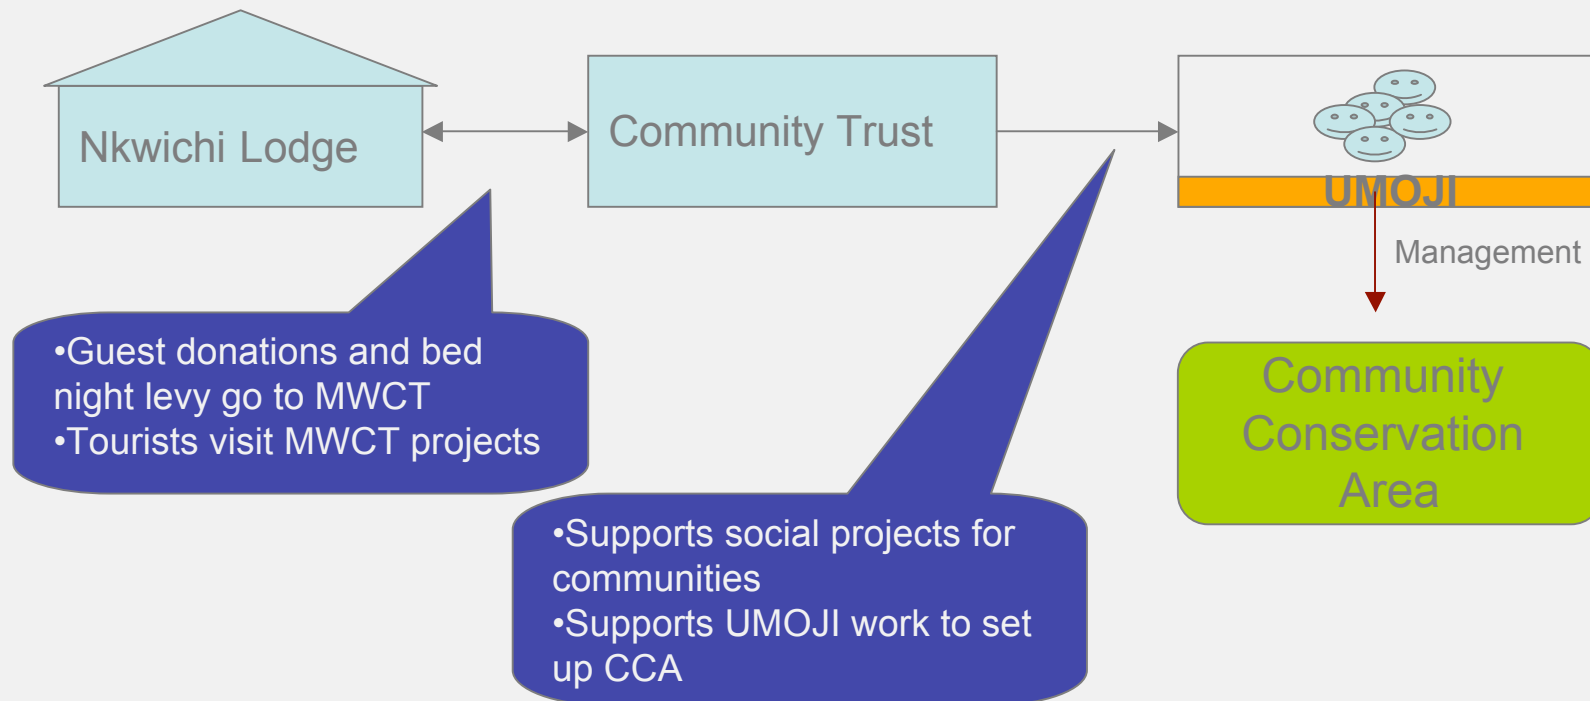 Nkwichi Lodge
Community Trust
UMOJI
Management
•Guest donations and bed
night levy go to MWCT
•Tourists visit MWCT projects
Community
Conservation
Area
•Supports social projects for
communities
•Supports UMOJI work to set
up CCA